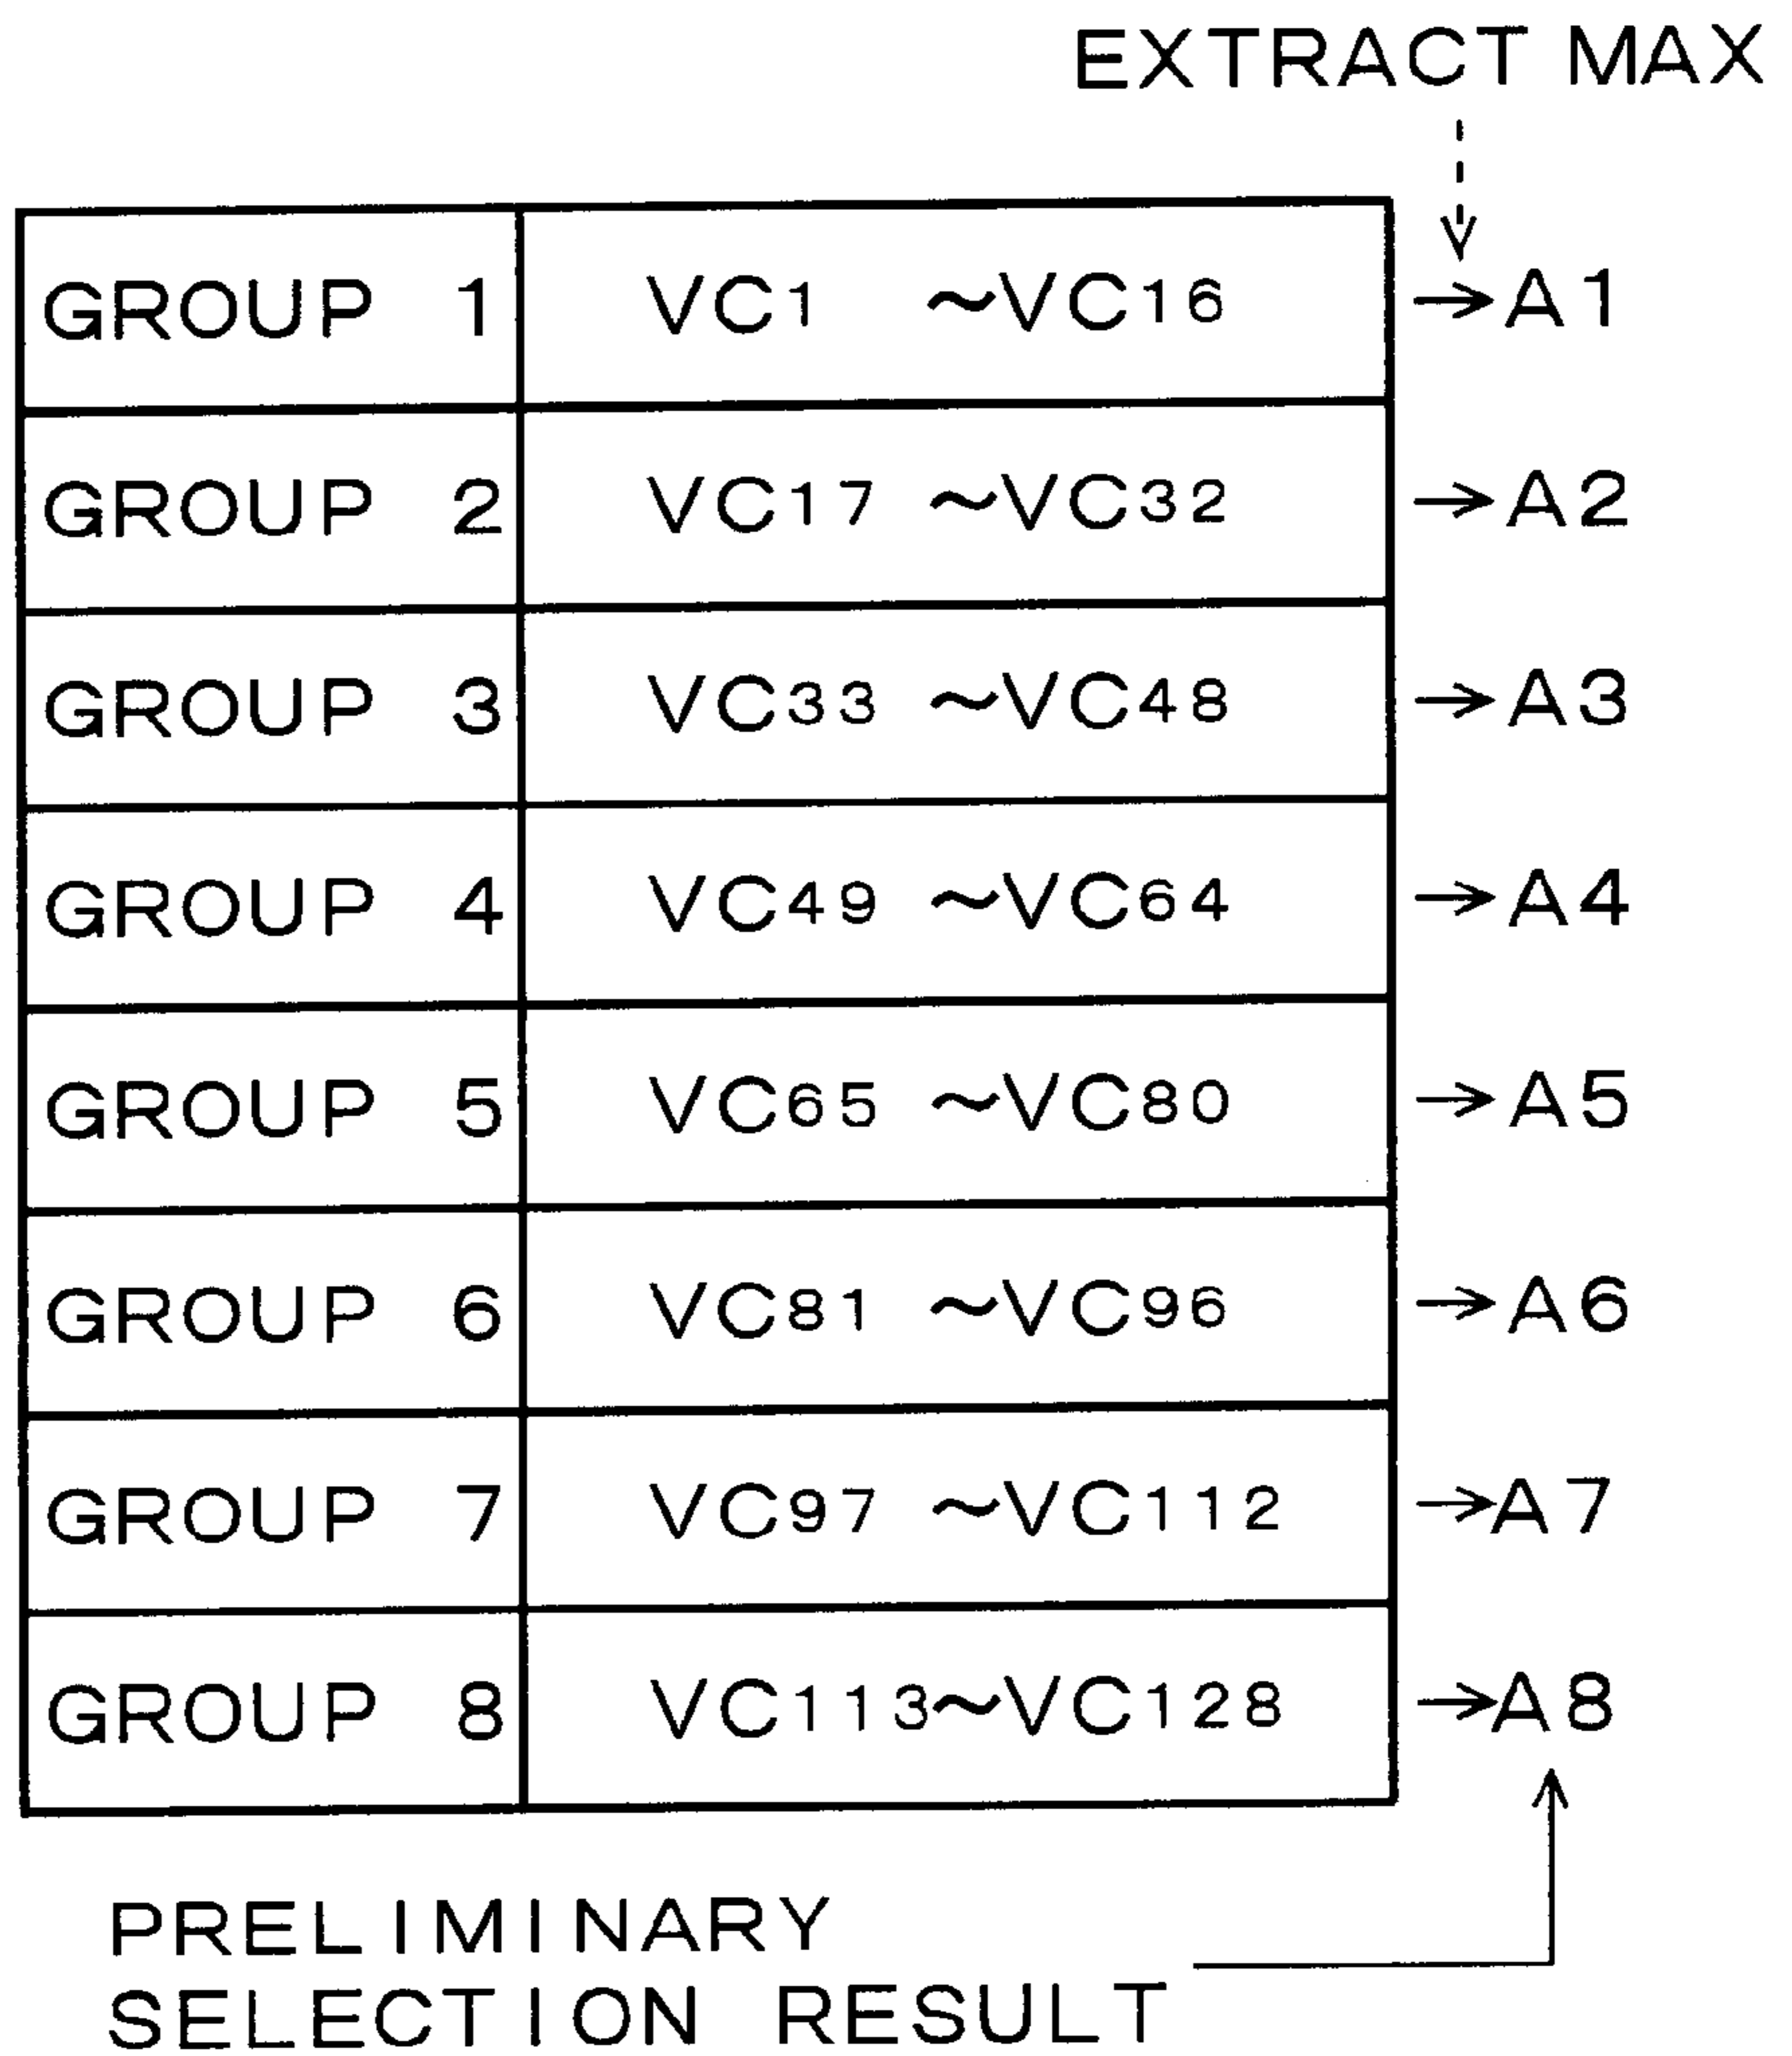 EXTRACT MAX
GROUP 1 VC1 ~VC16 →A1
GROUP 2 VC17 ~VC32 →A2
GROUP 3 VC33 ~VC48 →A3
GROUP 4 VC49 ~VC64 →A4
GROUP 5 VC65 ~VC80 →A5
GROUP 6 VC81 ~VC96 →A6
GROUP 7 VC97 ~VC112 →A7
GROUP 8 VC113~VC128 →A8
PRELIMINARY
SELECTION RESULT